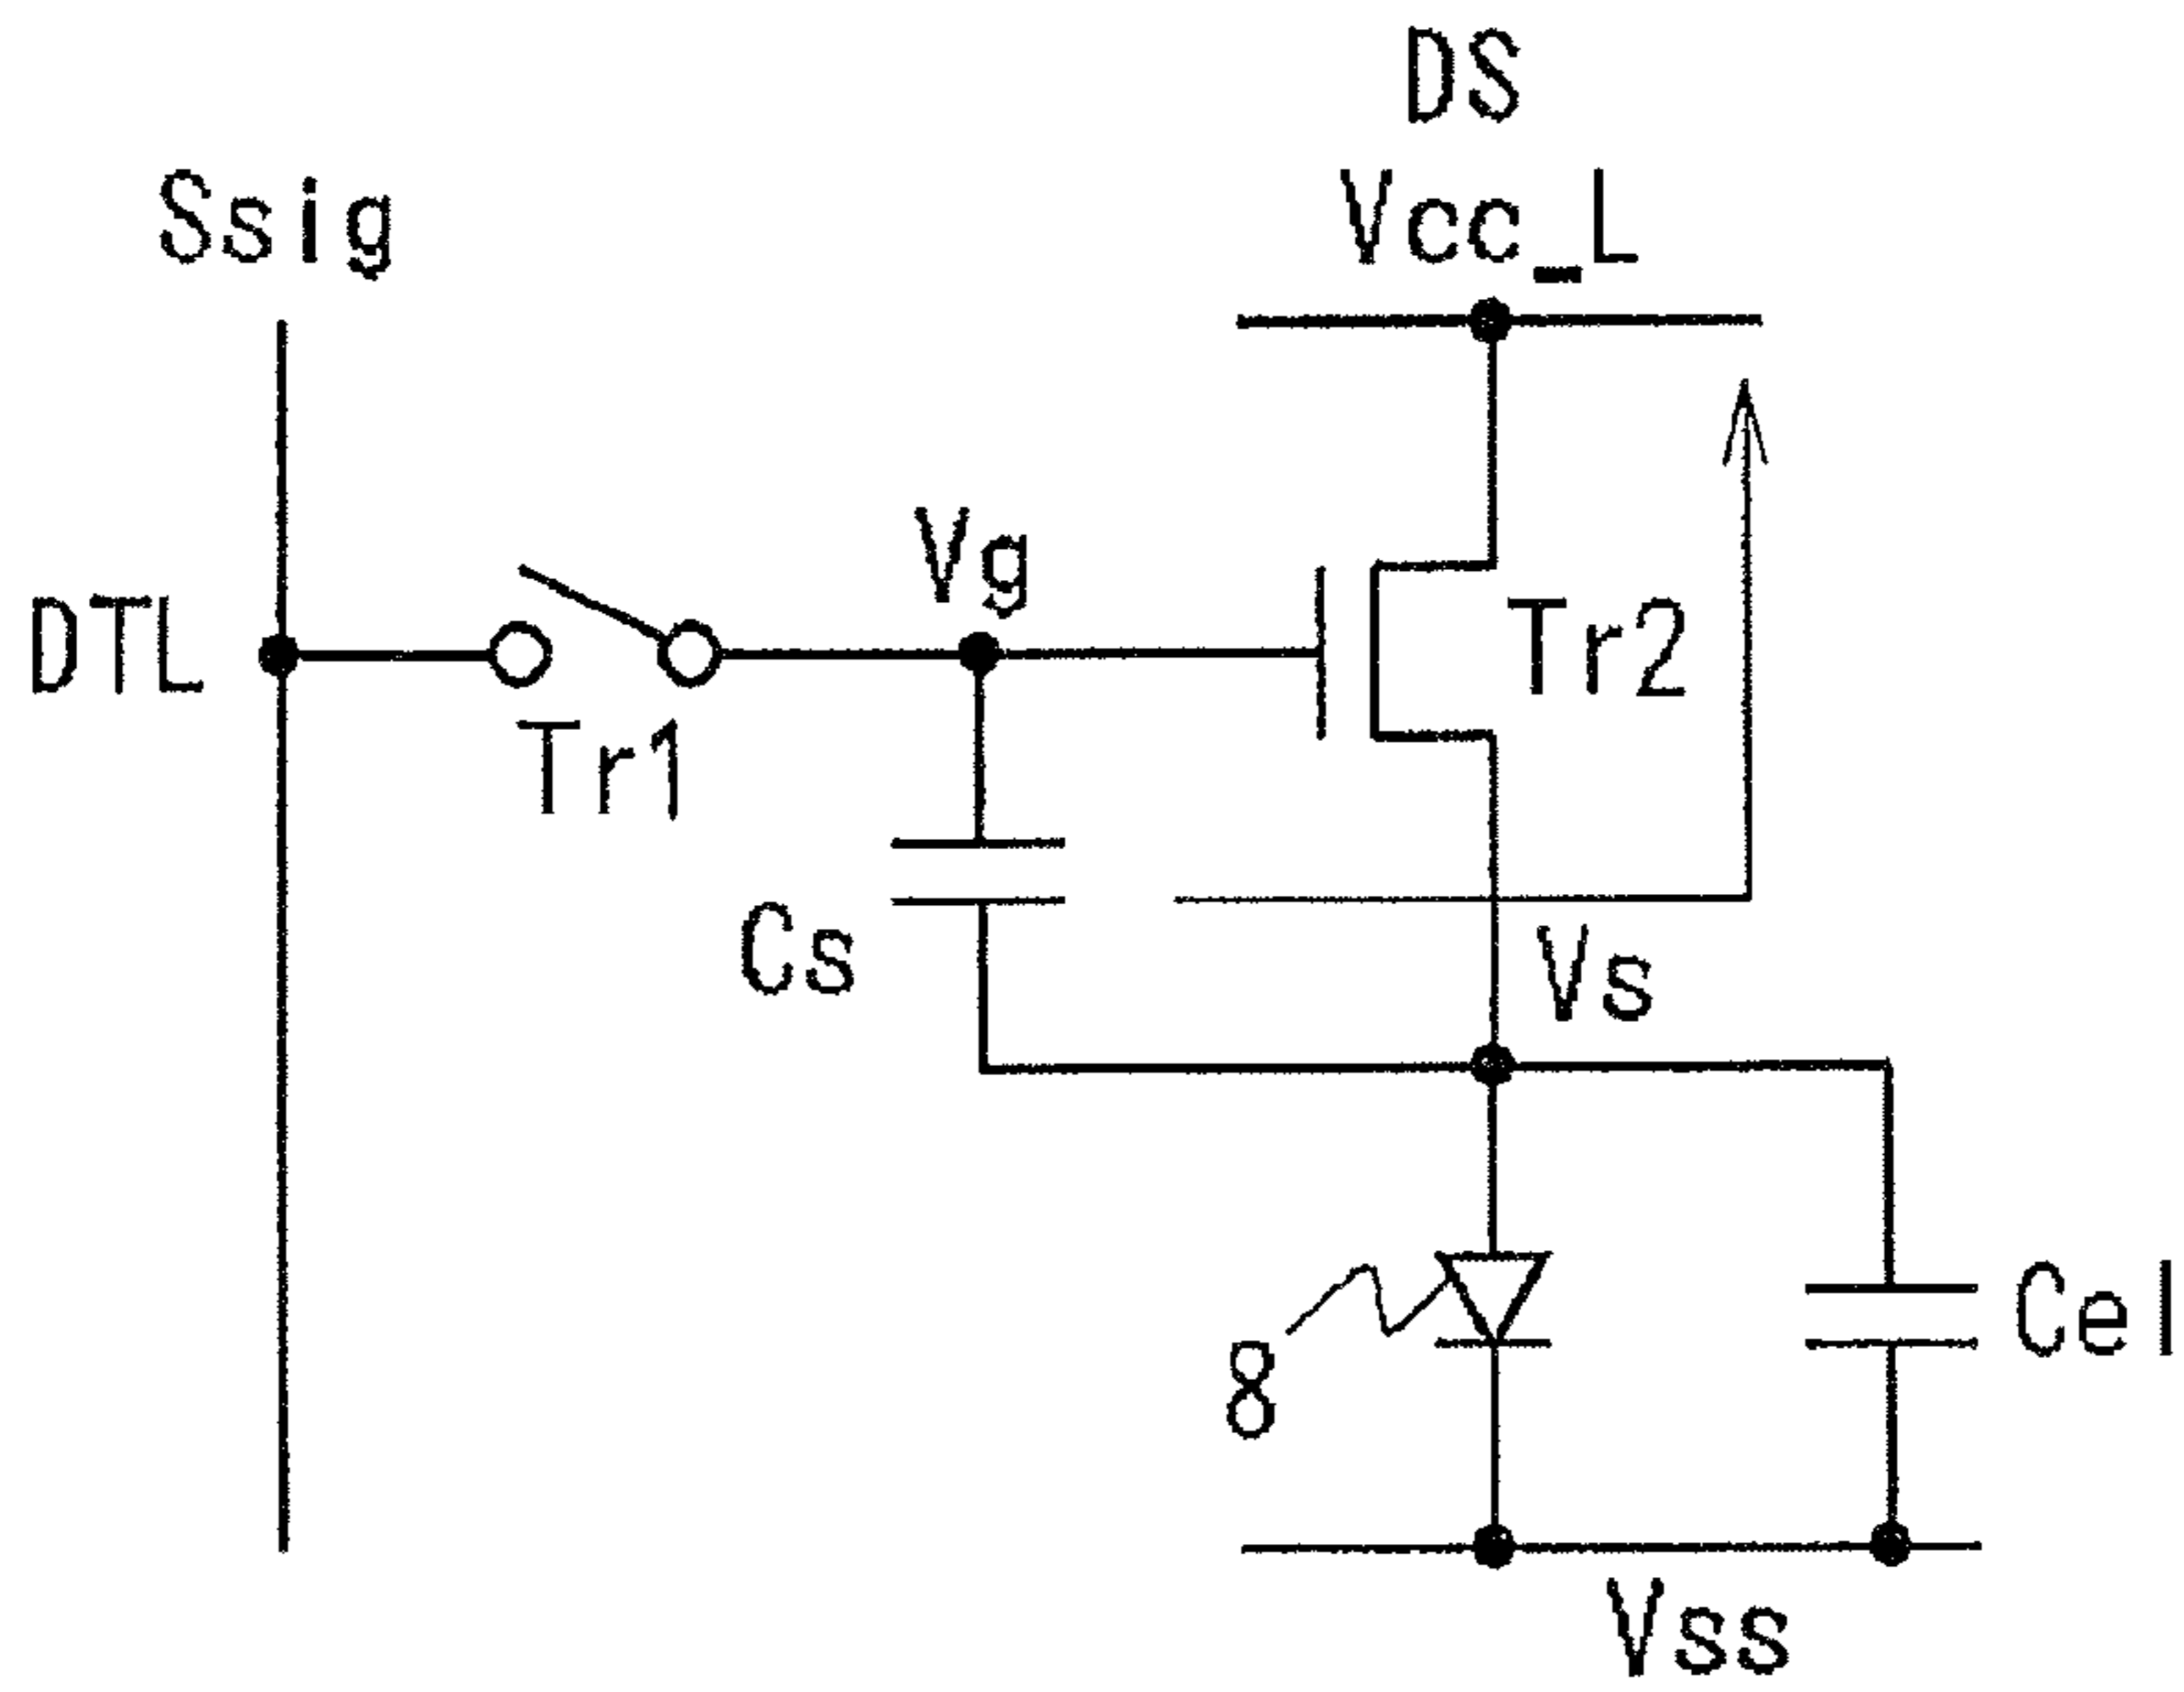 DS
Ssig
Vcc_L
Vg
DTL
Tr2
Tr1
Cs
Vs
Cel
8
Vss